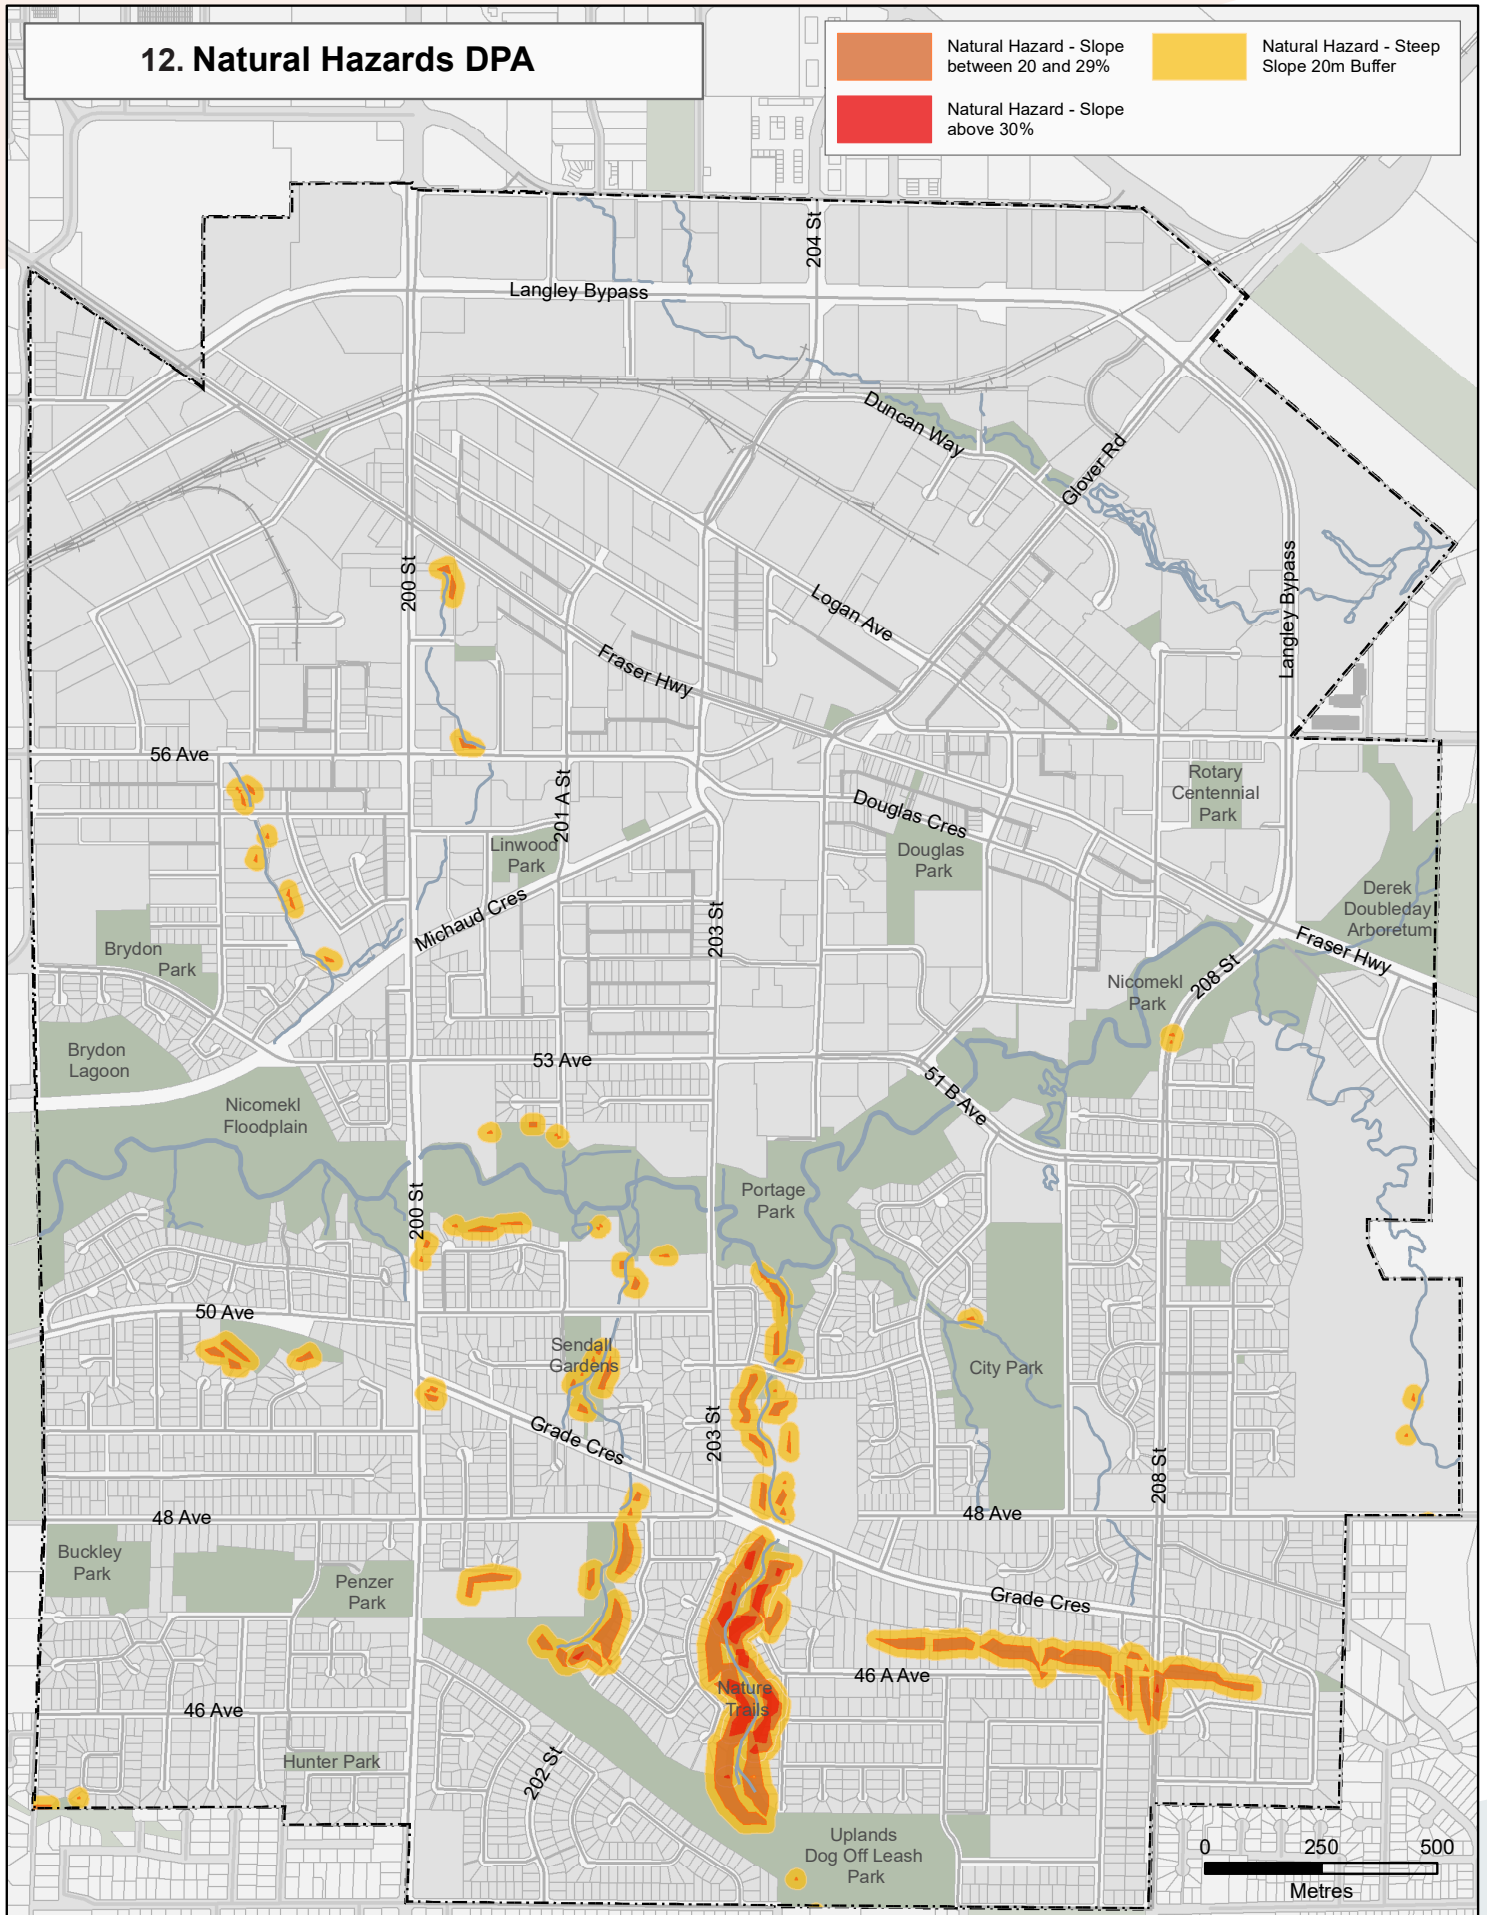 12. Natural Hazards DPA
Natural Hazard - Slope
between 20 and 29%
Natural Hazard - Steep
Slope 20m Buffer
Natural Hazard - Slope
above 30%
204 St
Langley Bypass
Duncan Way
Glover Rd
200 St
Langley Bypass
Logan Ave
Fraser Hwy
56 Ave
201 A St
Rotary
Centennial
Park
Douglas Cres
Linwood
Park
Douglas
Park
Derek
Doubleday
Arboretum
Michaud Cres
203 St
Fraser Hwy
Brydon
Park
208 St
Nicomekl
Park
Brydon
Lagoon
53 Ave
51 B Ave
Nicomekl
Floodplain
200 St
Portage
Park
50 Ave
Sendall
Gardens
City Park
Grade Cres
203 St
208 St
48 Ave
48 Ave
Buckley
Park
Penzer
Park
Grade Cres
46 A Ave
Nature
Trails
46 Ave
Hunter Park
202 St
Uplands
Dog Off Leash
Park
0 250 500
Metres